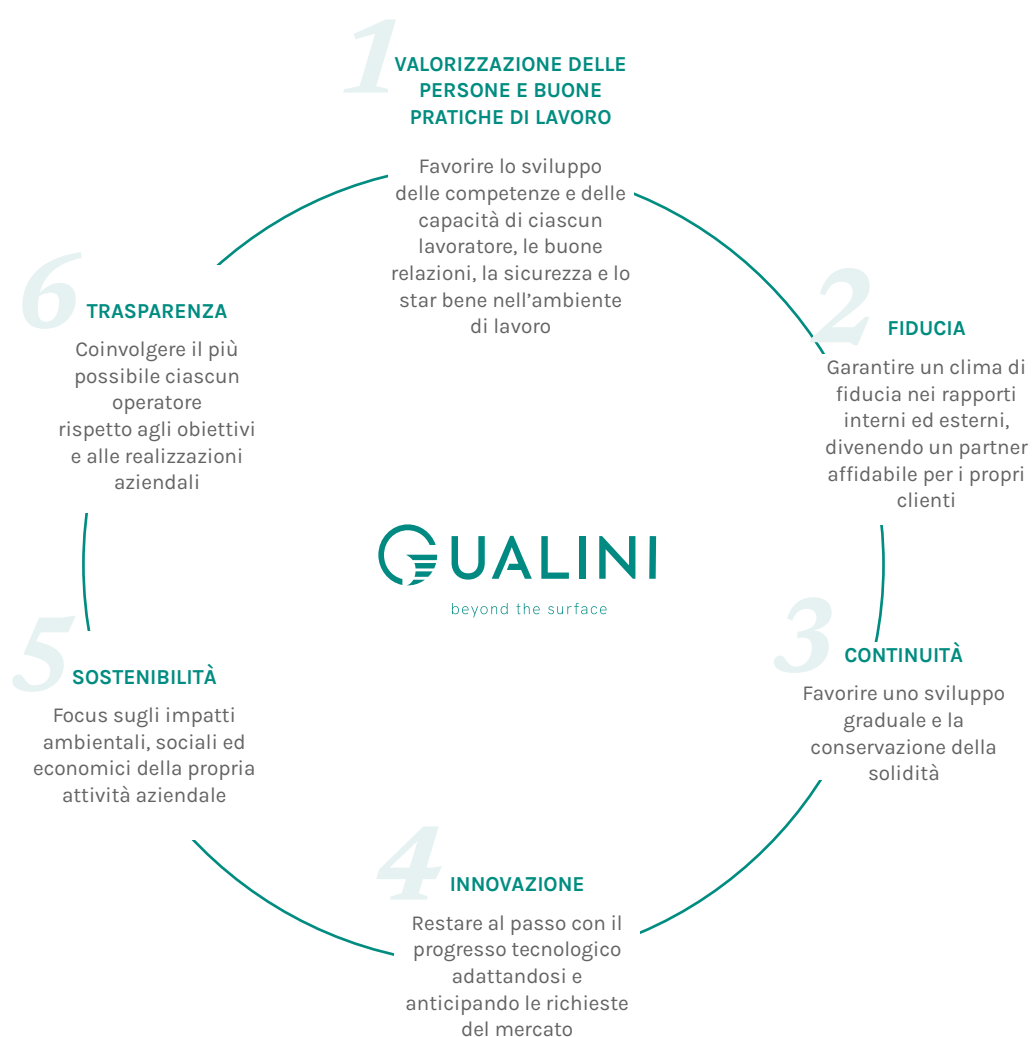 1
VALORIZZAZIONE DELLE
PERSONE E BUONE
PRATICHE DI LAVORO
Favorire lo sviluppo
delle competenze e delle
capacità di ciascun
lavoratore, le buone
relazioni, la sicurezza e lo
star bene nell'ambiente
di lavoro
2
FIDUCIA
Garantire un clima di
fiducia nei rapporti
interni ed esterni,
divenendo un partner
affidabile per i propri
clienti
3
CONTINUITÀ
Favorire uno sviluppo
graduale e la
conservazione della
solidità
4
INNOVAZIONE
Restare al passo con il
progresso tecnologico
adattandosi e
anticipando le richieste
del mercato
5
SOSTENIBILITÀ
Focus sugli impatti
ambientali, sociali ed
economici della propria
attività aziendale
6
TRASPARENZA
Coinvolgere il più
possibile ciascun
operatore
rispetto agli obiettivi
e alle realizzazioni
aziendali
GUALINI
beyond the surface